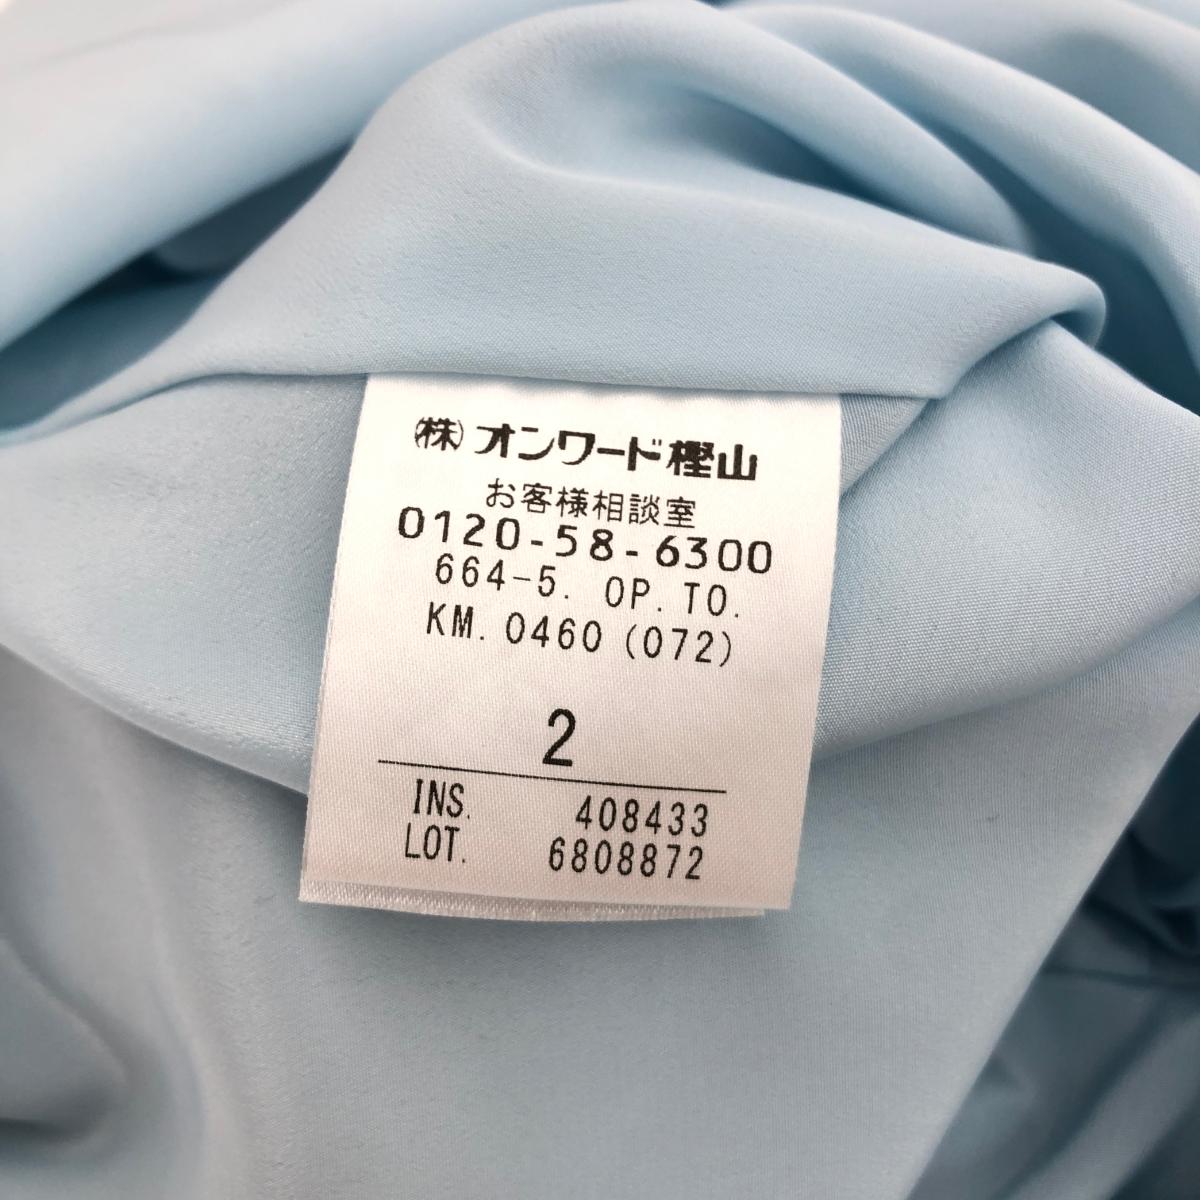 ㈱オンワード樫山
お客様相談室
0120-58-6300
664-5. OP. TO.
KM. 0460 (072)
2
INS. 408433
LOT. 6808872